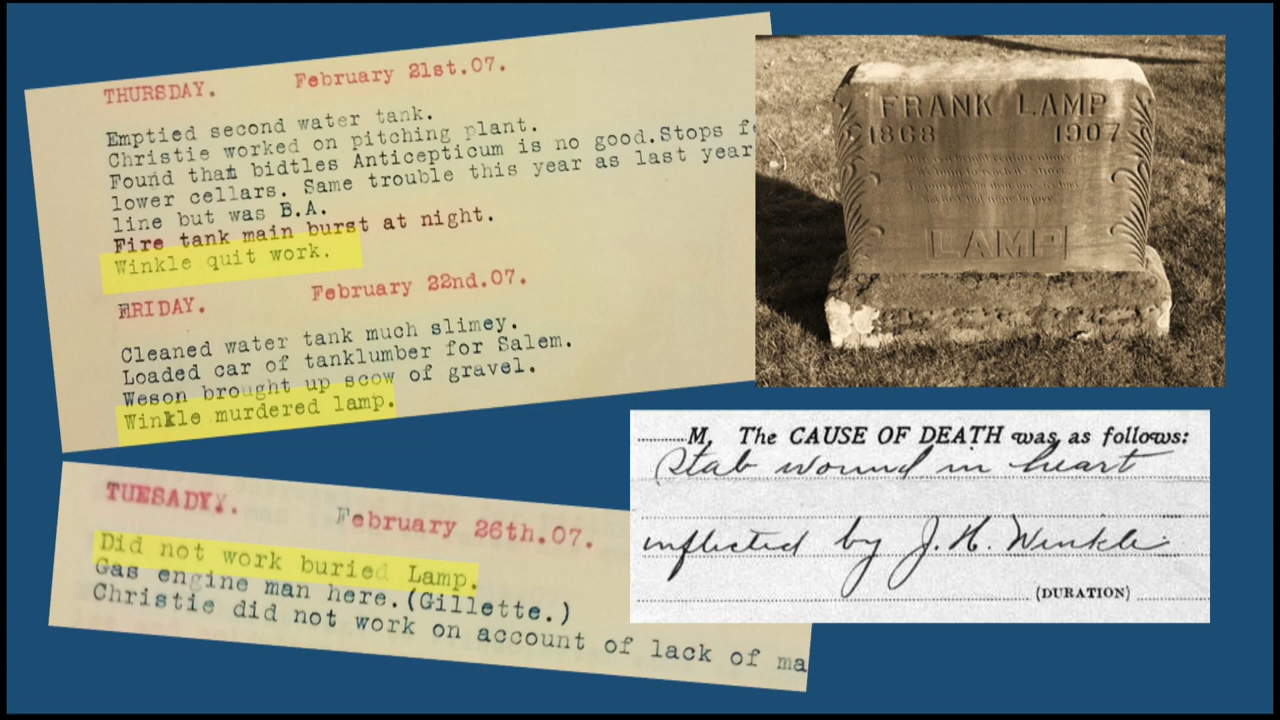 THURSDAY. February 21st.07.
Emptied second water tank.
Christie worked on pitching plant.
Found that bidtles Anticepticum is no good.Stops fe
lower cellars. Same trouble this year as last year
line but was B.A.
Fire tank main burst at night.
Winkle quit work.
FRIDAY. February 22nd.07.
Cleaned water tank much slimey.
Loaded car of tanklumber for Salem.
Weson brought up scow of gravel.
Winkle murdered lamp.
TUESADY. February 26th.07.
Did not work buried Lamp.
Gas engine man here.(Gillette.)
Christie did not work on account of lack of ma
FRANK LAMP
1868 1907
LAMP
M, The CAUSE OF DEATH was as follows:
Stab wound in heart
inflicted by J. H. Winkle
(DURATION)